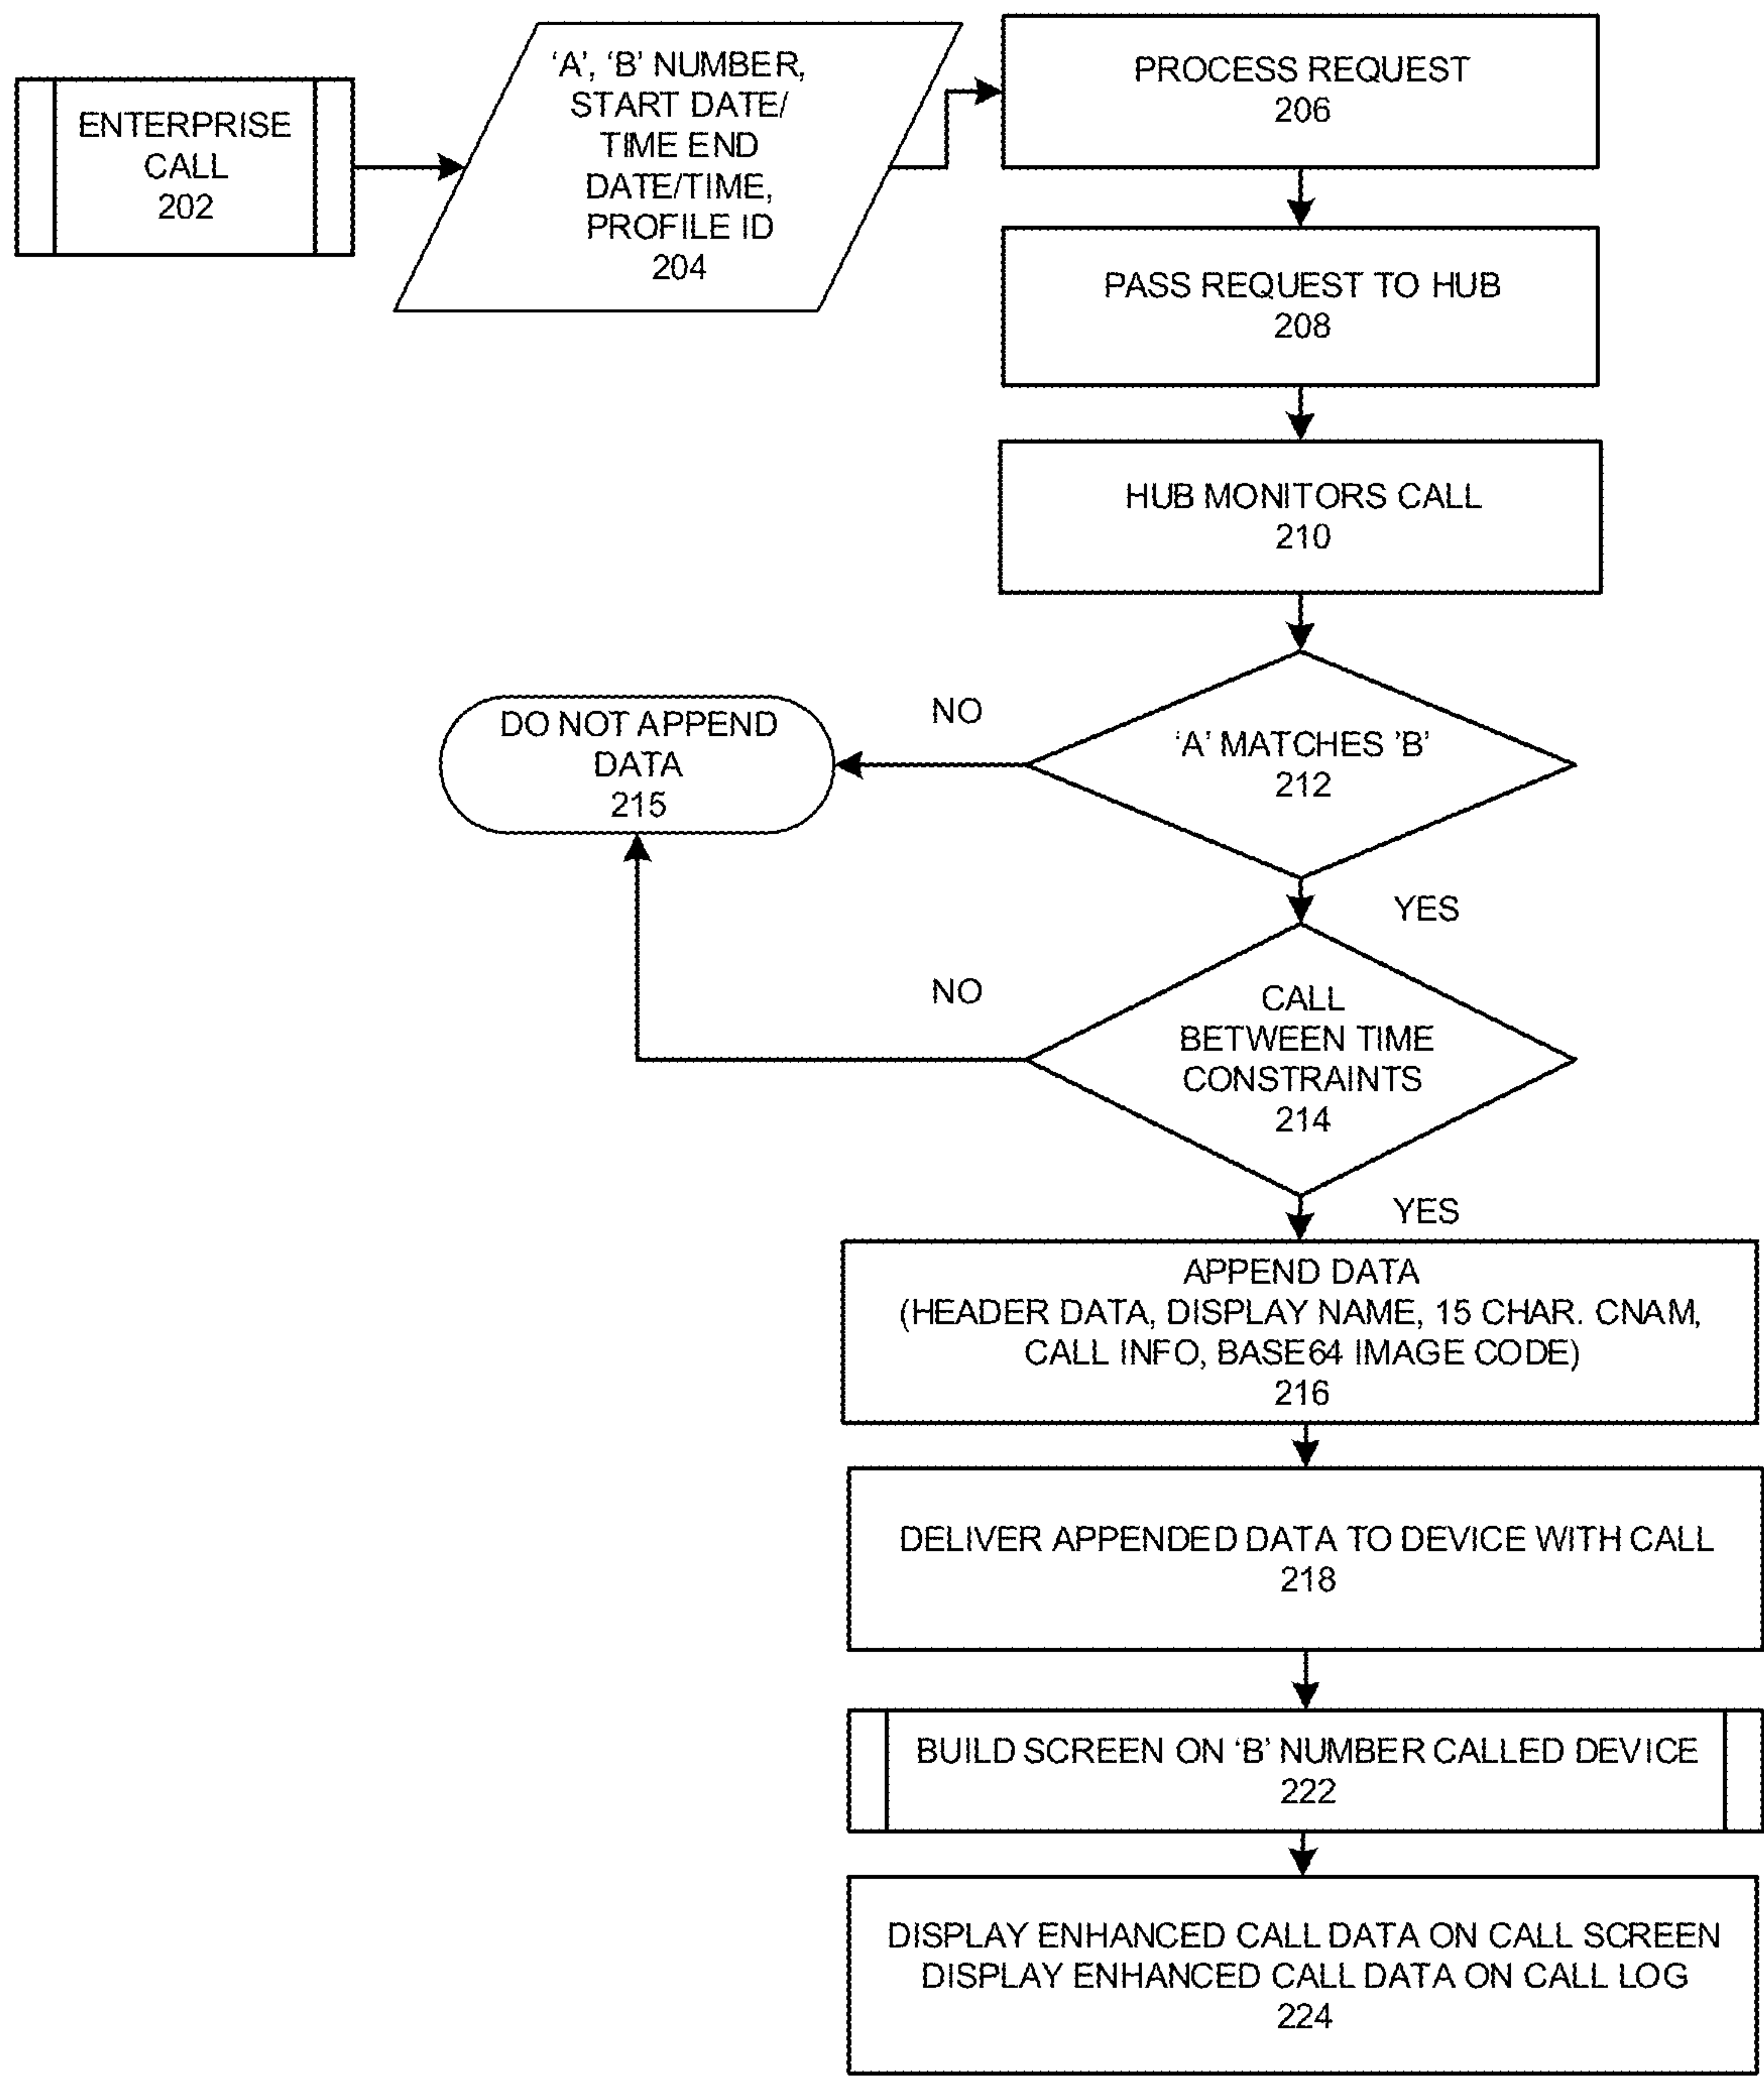 ENTERPRISE
CALL
202
‘A’, ‘B’ NUMBER,
START DATE/
TIME END
DATE/TIME,
PROFILE ID
204
PROCESS REQUEST
206
PASS REQUEST TO HUB
208
HUB MONITORS CALL
210
‘A’ MATCHES ’B’
212
NO
DO NOT APPEND
DATA
215
YES
CALL
BETWEEN TIME
CONSTRAINTS
214
NO
YES
APPEND DATA
(HEADER DATA, DISPLAY NAME, 15 CHAR. CNAM,
CALL INFO, BASE64 IMAGE CODE)
216
DELIVER APPENDED DATA TO DEVICE WITH CALL
218
BUILD SCREEN ON ‘B’ NUMBER CALLED DEVICE
222
DISPLAY ENHANCED CALL DATA ON CALL SCREEN
DISPLAY ENHANCED CALL DATA ON CALL LOG
224